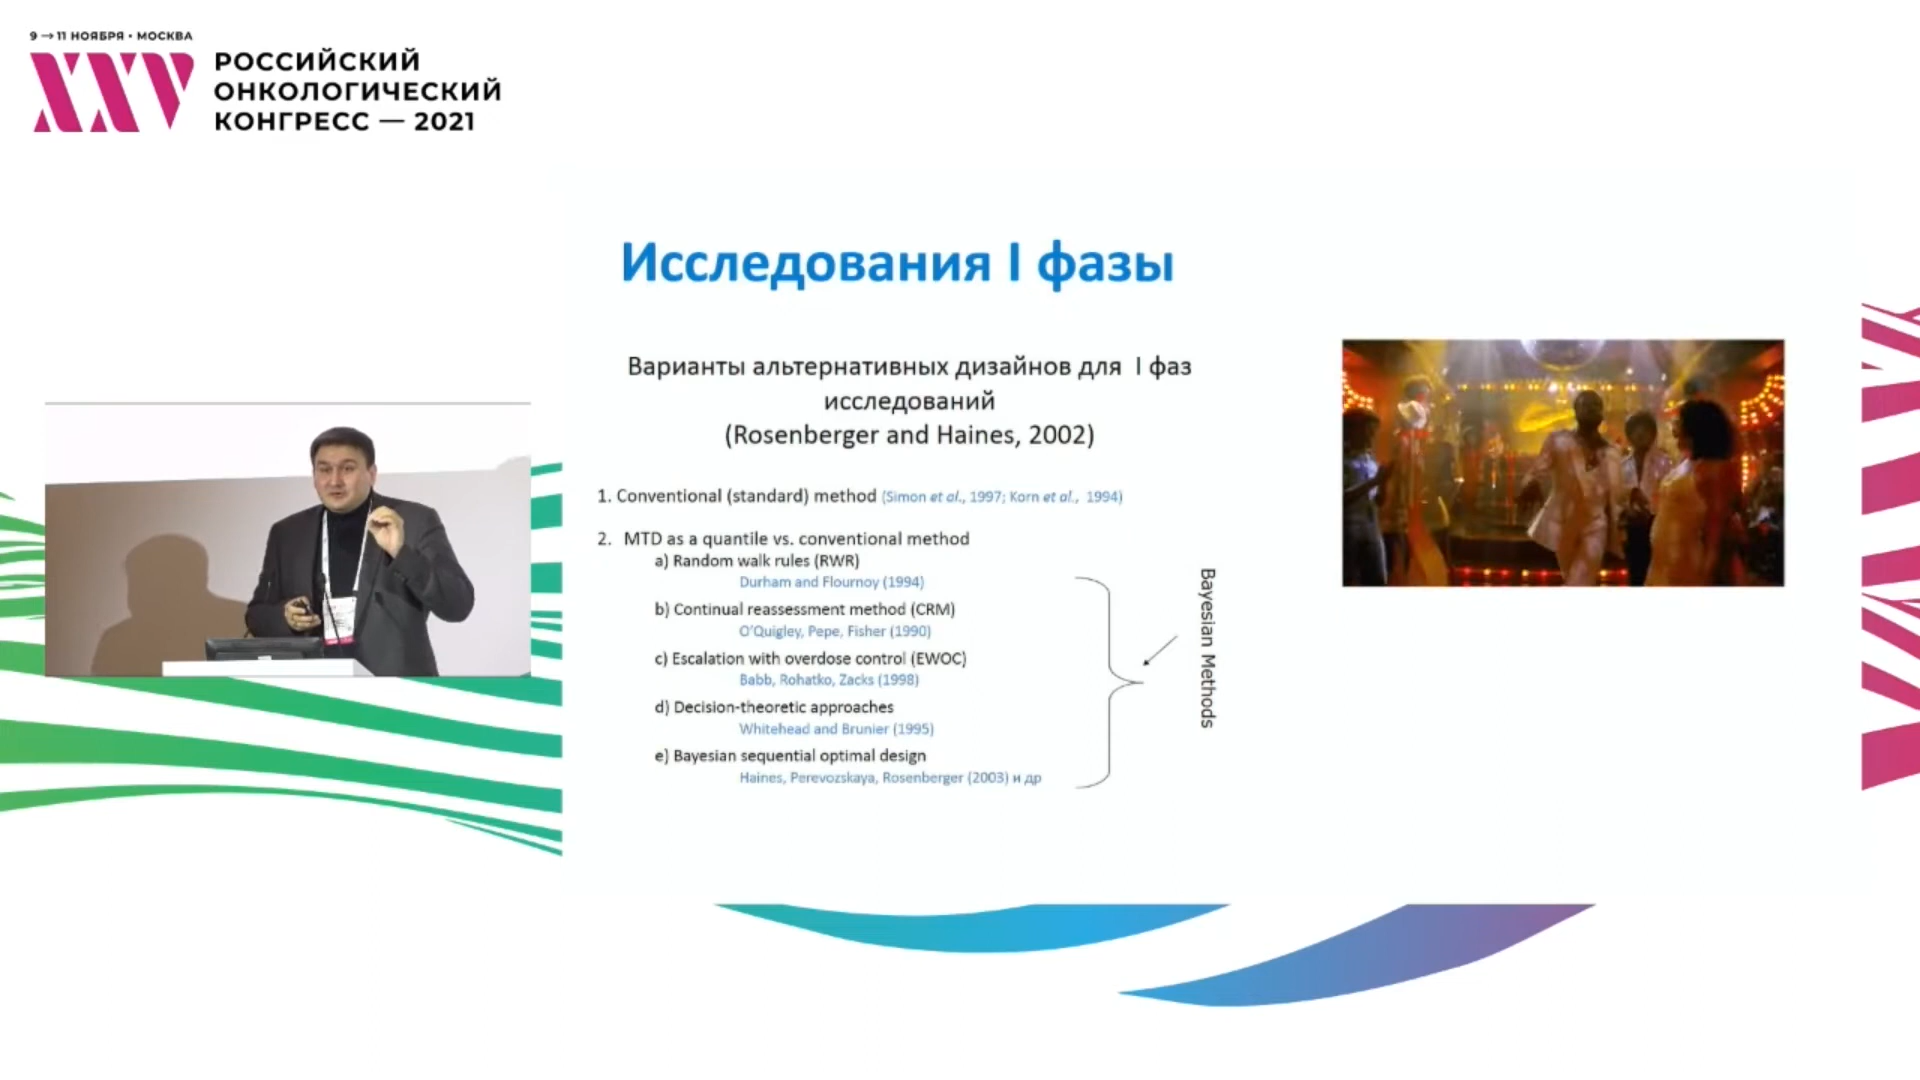 9 → 11 НОЯБРЯ • МОСКВА
XXV
РОССИЙСКИЙ
ОНКОЛОГИЧЕСКИЙ
КОНГРЕСС — 2021
Исследования I фазы
Варианты альтернативных дизайнов для I фаз
исследований
(Rosenberger and Haines, 2002)
1. Conventional (standard) method (Simon et al., 1997; Korn et al., 1994)
2. MTD as a quantile vs. conventional method
a) Random walk rules (RWR)
Durham and Flournoy (1994)
b) Continual reassessment method (CRM)
O'Quigley, Pepe, Fisher (1990)
c) Escalation with overdose control (EWOC)
Babb, Rohatko, Zacks (1998)
d) Decision-theoretic approaches
Whitehead and Brunier (1995)
e) Bayesian sequential optimal design
Haines, Perevozskaya, Rosenberger (2003) и др
Bayesian Methods